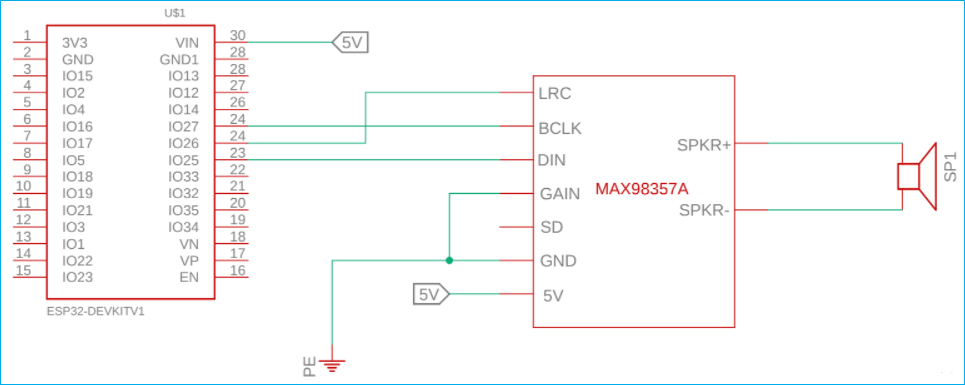 U$1
1 3V3 VIN 30
5V
2 GND GND1 28
3 IO15 IO13 28
4 IO2 IO12 27
5 IO4 IO14 26
6 IO16 IO27 24
7 IO17 IO26 24
8 IO5 IO25 23
9 IO18 IO33 22
10 IO19 IO32 21
11 IO21 IO35 20
12 IO3 IO34 19
13 IO1 VN 18
14 IO22 VP 17
15 IO23 EN 16
ESP32-DEVKITV1
LRC
BCLK
DIN
GAIN
SD
GND
5V
5V
MAX98357A
SPKR+
SPKR-
SP1
PE